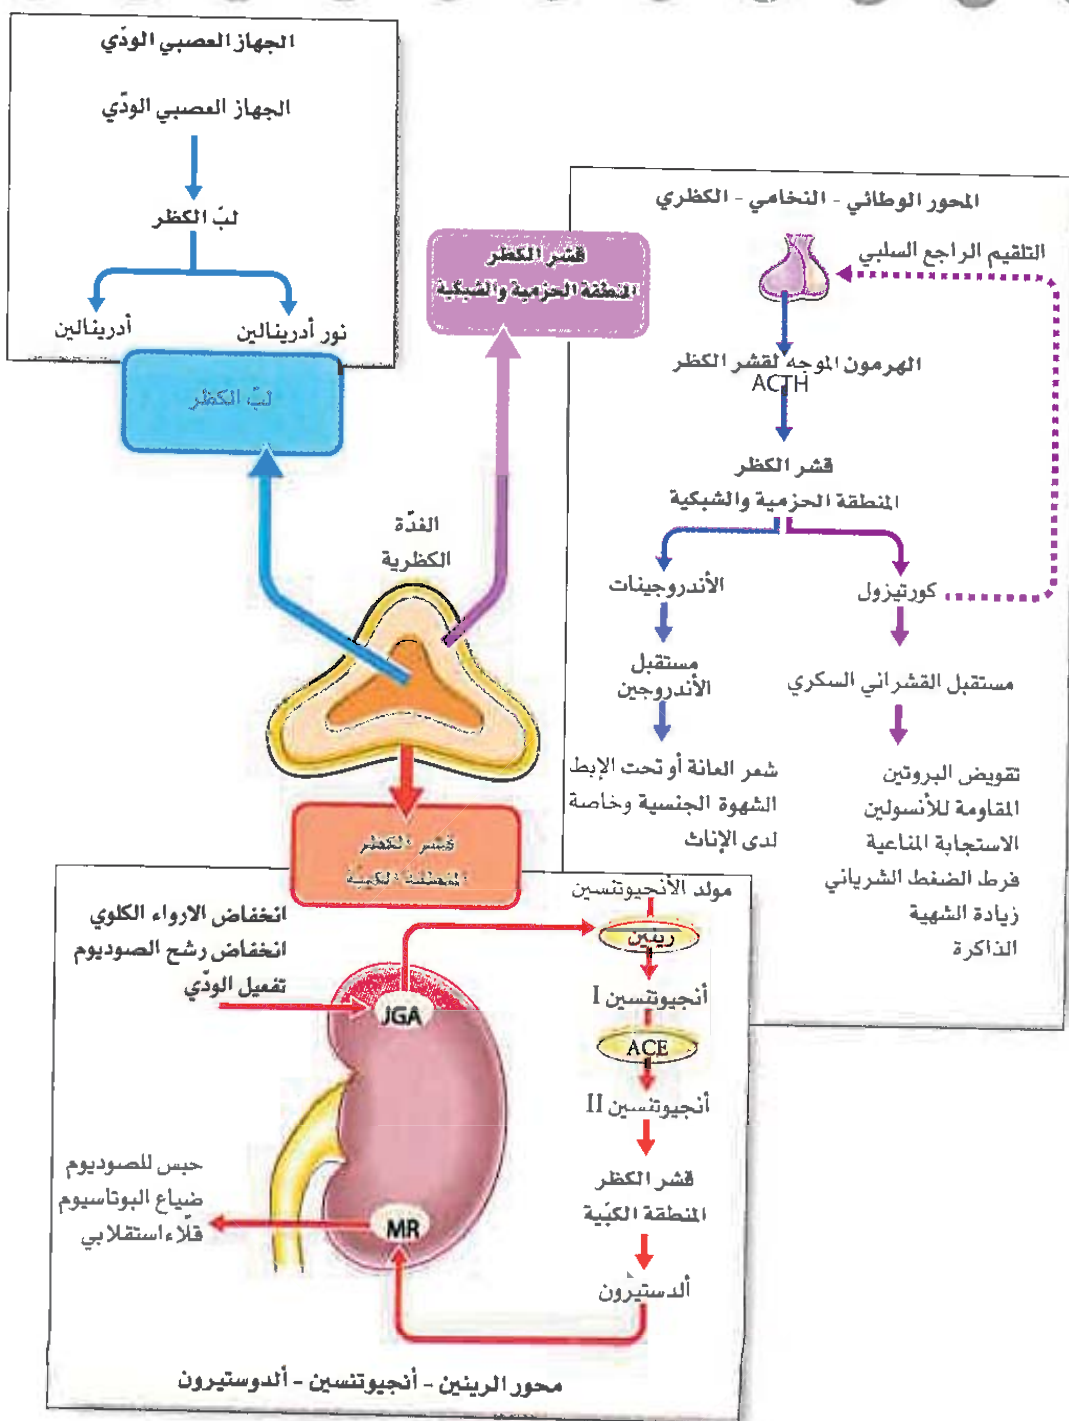 الجهاز العصبي الودّي
الجهاز العصبي الودّي
لبّ الكظر
نور أدرينالين
أدرينالين
لبّ الكظر
قشر الكظر
المنطقة الحزمية والشبكية
المحور الوطائي - النخامي - الكظري
التلقيم الراجع السلبي
الهرمون الموجه لقشر الكظر
ACTH
قشر الكظر
المنطقة الحزمية والشبكية
كورتيزول
الأندروجينات
مستقبل القشراني السكري
مستقبل
الأندروجين
تقويض البروتين
المقاومة للأنسولين
الاستجابة المناعية
فرط الضغط الشرياني
زيادة الشهية
الذاكرة
شعر العانة أو تحت الإبط
الشهوة الجنسية وخاصة
لدى الإناث
الغدّة
الكظرية
قشر الكظر
المنطقة الكبّية
مولد الأنجيوتنسين
رينين
أنجيوتنسين I
ACE
أنجيوتنسين II
قشر الكظر
المنطقة الكبّية
ألدستيرون
انخفاض الارواء الكلوي
انخفاض رشح الصوديوم
تفعيل الودّي
JGA
MR
حبس للصوديوم
ضياع البوتاسيوم
قلّاء استقلابي
محور الرينين - أنجيوتنسين - ألدوستيرون